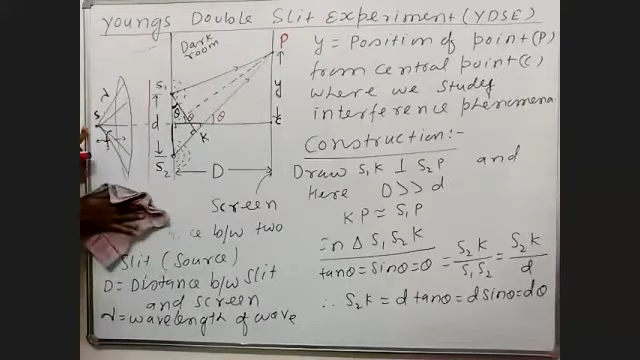 youngs Double Slit Experiment (YDSE)
Dark
room
P
S1
λ
S
d
θ
θ
θ
K
y
C
S2
D
Screen
ce b/w two
Slit (Source)
D = Distance b/w Slit
and screen
λ = wavelength of wave
y = Position of point (P)
from central point (C)
where we study
interference phenomena
Construction:-
Draw S1K ⊥ S2P and
Here D >> d
KP ≈ S1P
In Δ S1S2K
tanθ = sinθ = θ = S2K/S1S2 = S2K/d
∴ S2K = d tanθ = d sinθ = dθ